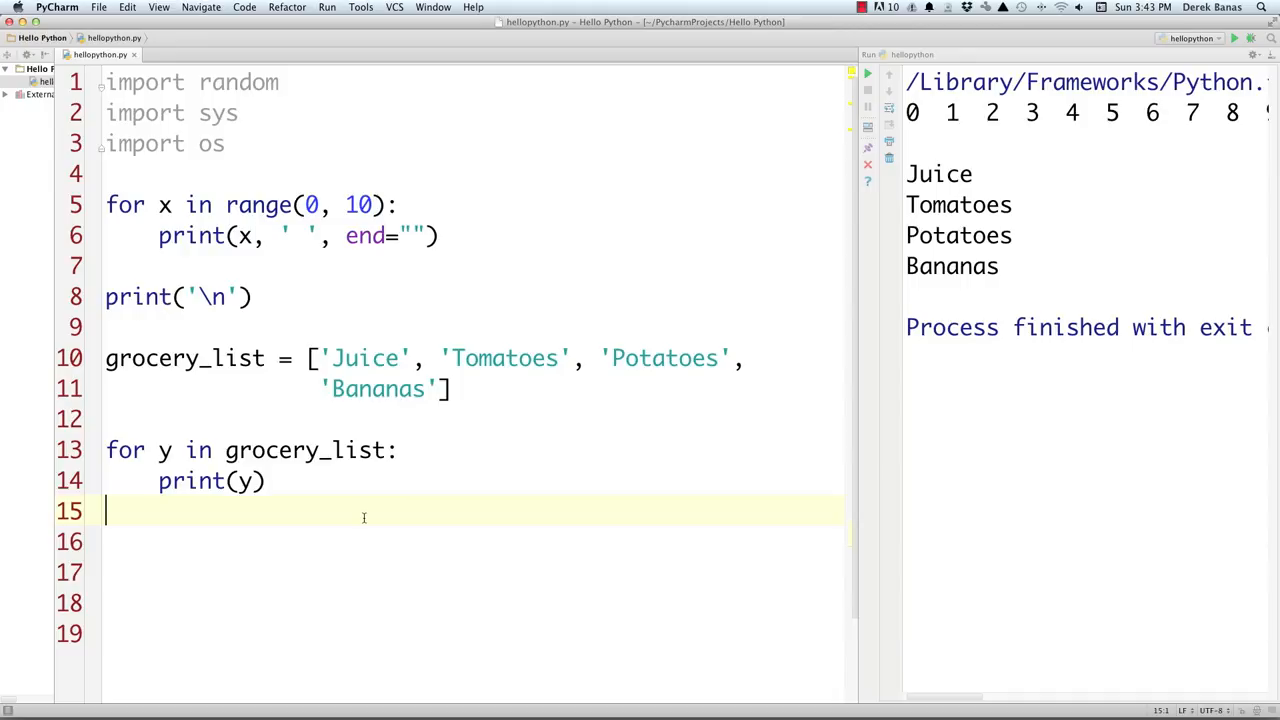 PyCharm File Edit View Navigate Code Refactor Run Tools VCS Window Help 10 Sun 3:43 PM Derek Banas
hellopython.py - Hello Python - [~/PycharmProjects/Hello Python]
Hello Python hellopython.py hellopython
hellopython.py Run hellopython
Hello P
hell
Externa
1 import random
2 import sys
3 import os
4
5 for x in range(0, 10):
6 print(x, ' ', end="")
7
8 print('\n')
9
10 grocery_list = ['Juice', 'Tomatoes', 'Potatoes',
11 'Bananas']
12
13 for y in grocery_list:
14 print(y)
15
16
17
18
19
/Library/Frameworks/Python.
0 1 2 3 4 5 6 7 8
Juice
Tomatoes
Potatoes
Bananas
Process finished with exit
15:1 LF UTF-8